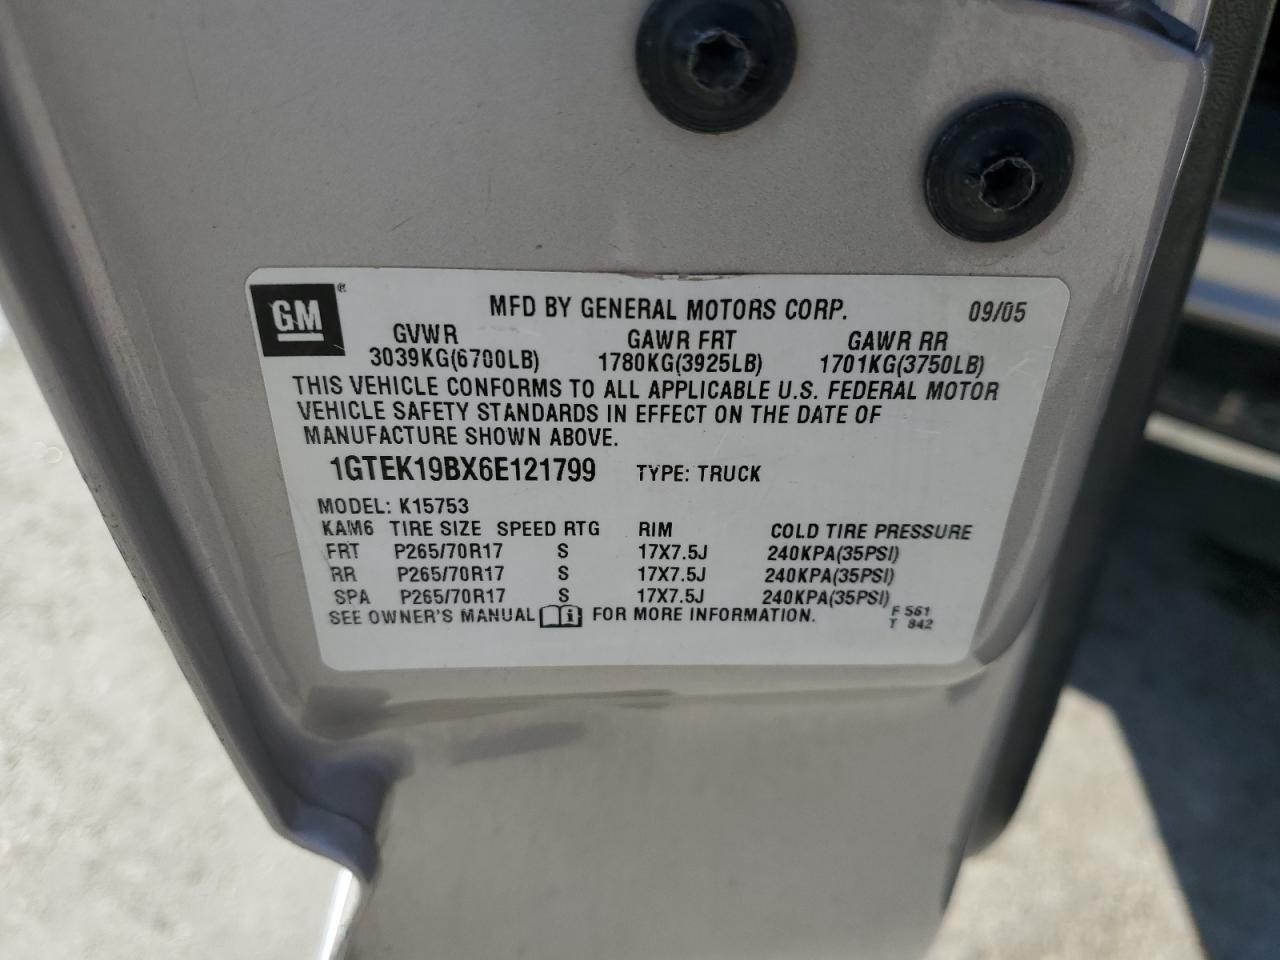 GM® MFD BY GENERAL MOTORS CORP. 09/05
GVWR GAWR FRT GAWR RR
3039KG(6700LB) 1780KG(3925LB) 1701KG(3750LB)
THIS VEHICLE CONFORMS TO ALL APPLICABLE U.S. FEDERAL MOTOR
VEHICLE SAFETY STANDARDS IN EFFECT ON THE DATE OF
MANUFACTURE SHOWN ABOVE.
1GTEK19BX6E121799 TYPE: TRUCK
MODEL: K15753
KAM6 TIRE SIZE SPEED RTG RIM COLD TIRE PRESSURE
FRT P265/70R17 S 17X7.5J 240KPA(35PSI)
RR P265/70R17 S 17X7.5J 240KPA(35PSI)
SPA P265/70R17 S 17X7.5J 240KPA(35PSI)
SEE OWNER'S MANUAL i FOR MORE INFORMATION.
F 561
T 842